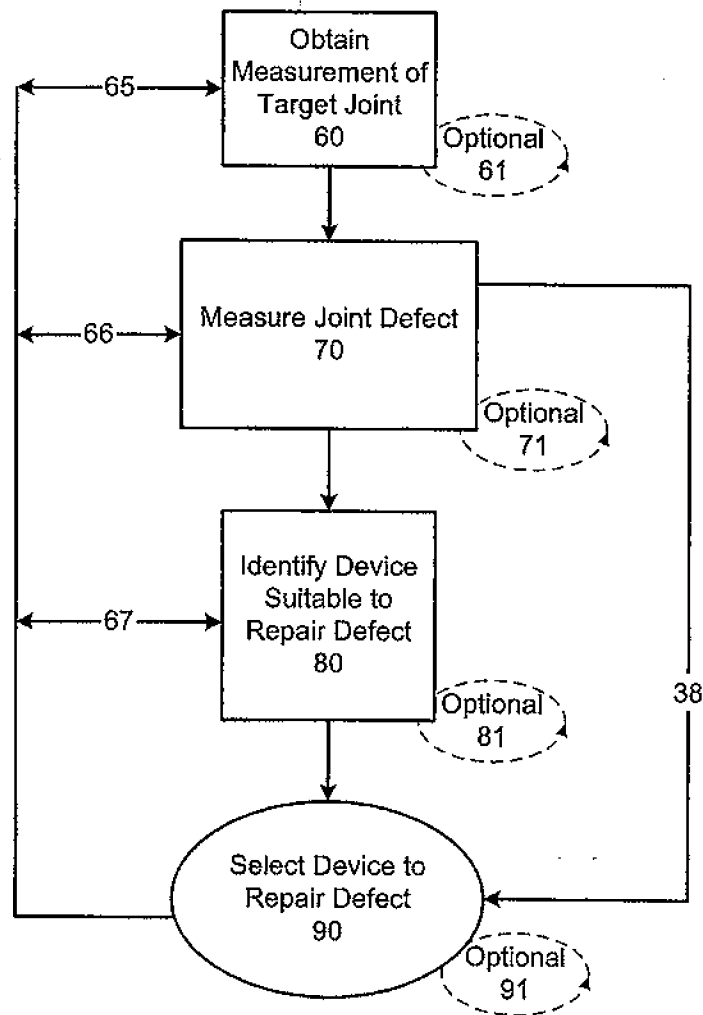 Obtain
Measurement of
Target Joint
60
65
Optional
61
Measure Joint Defect
70
66
Optional
71
Identify Device
Suitable to
Repair Defect
80
67
Optional
81
38
Select Device to
Repair Defect
90
Optional
91